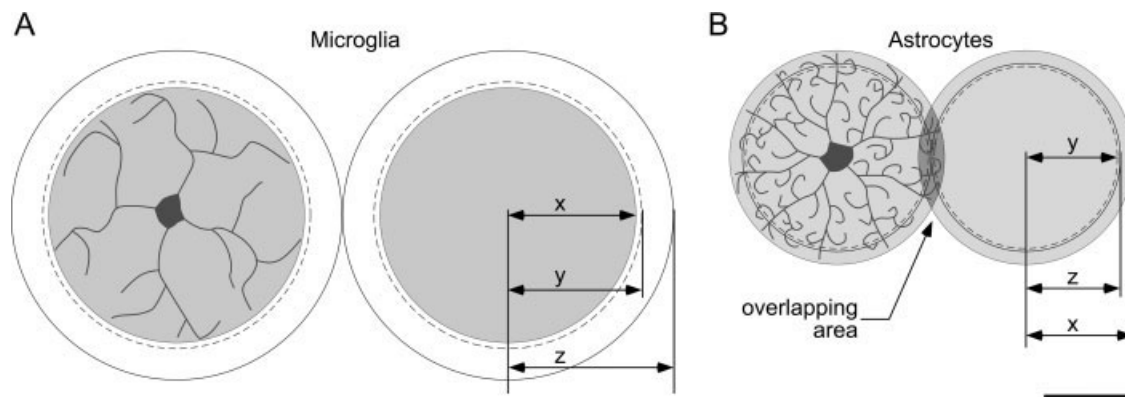 A
Microglia
x
y
z
B
Astrocytes
y
z
x
overlapping
area